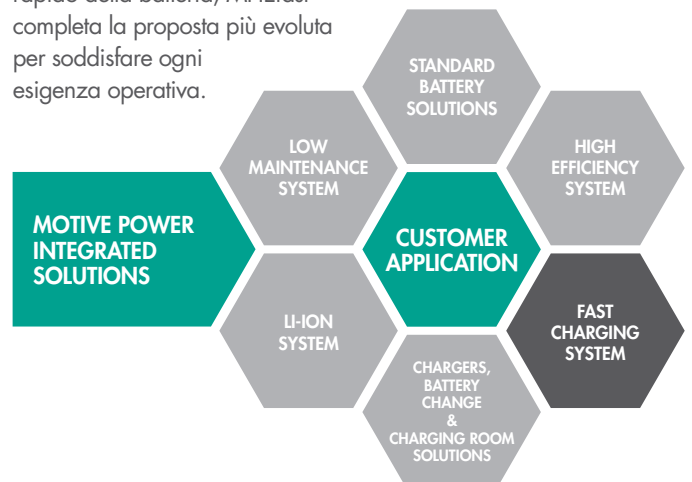 completa la proposta più evoluta
per soddisfare ogni
esigenza operativa.
STANDARD
BATTERY
SOLUTIONS
LOW
MAINTENANCE
SYSTEM
HIGH
EFFICIENCY
SYSTEM
MOTIVE POWER
INTEGRATED
SOLUTIONS
CUSTOMER
APPLICATION
LI-ION
SYSTEM
FAST
CHARGING
SYSTEM
CHARGERS,
BATTERY
CHANGE
&
CHARGING ROOM
SOLUTIONS